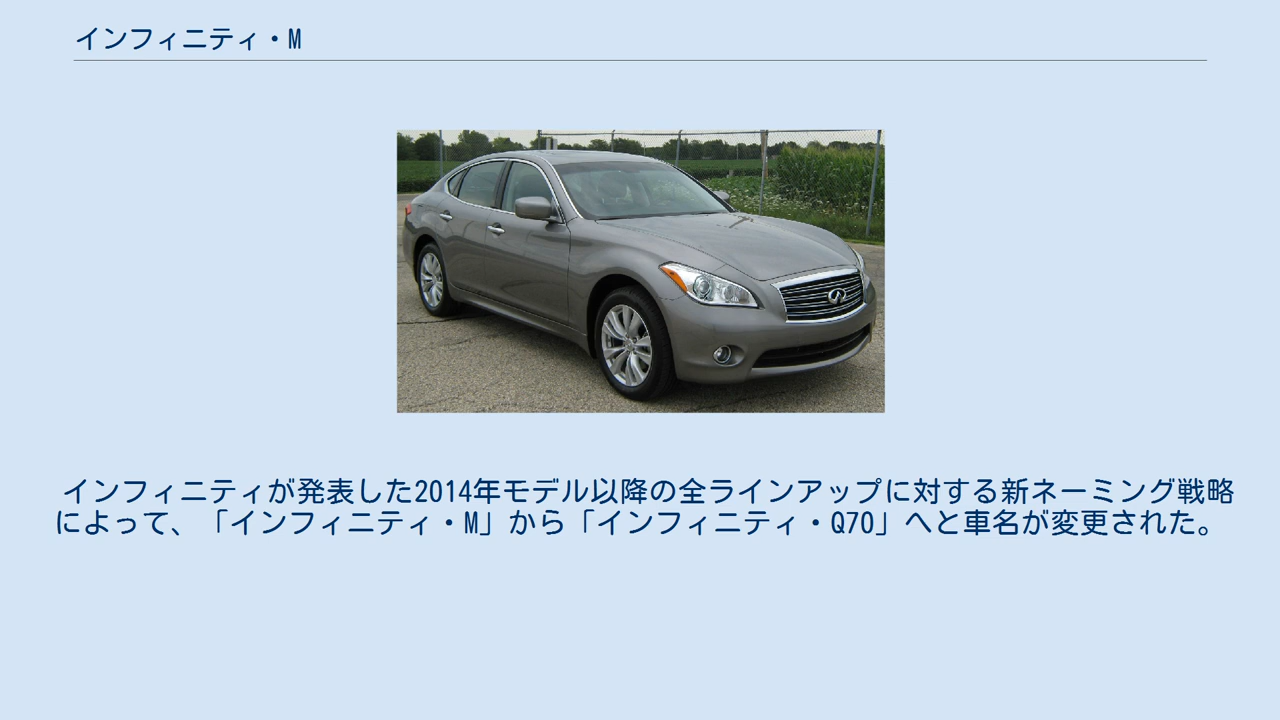 インフィニティ・M
インフィニティが発表した2014年モデル以降の全ラインアップに対する新ネーミング戦略
によって、「インフィニティ・M」から「インフィニティ・Q70」へと車名が変更された。